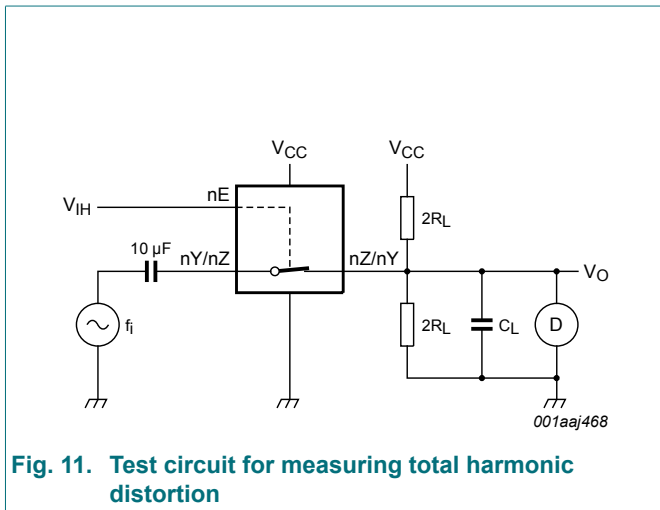 VCC
VCC
nE
VIH
2RL
10 µF
nY/nZ
nZ/nY
VO
fi
2RL
CL
D
001aaj468
Fig. 11. Test circuit for measuring total harmonic
distortion